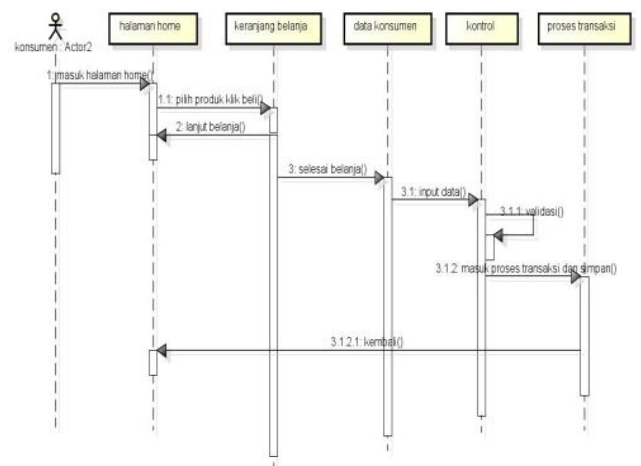 konsumen : Actor2
halaman home
keranjang belanja
data konsumen
kontrol
proses transaksi
1: masuk halaman home()
1.1: pilih produk klik beli()
2: lanjut belanja()
3: selesai belanja()
3.1: input data()
3.1.1: validasi()
3.1.2: masuk proses transaksi dan simpan()
3.1.2.1: kembali()